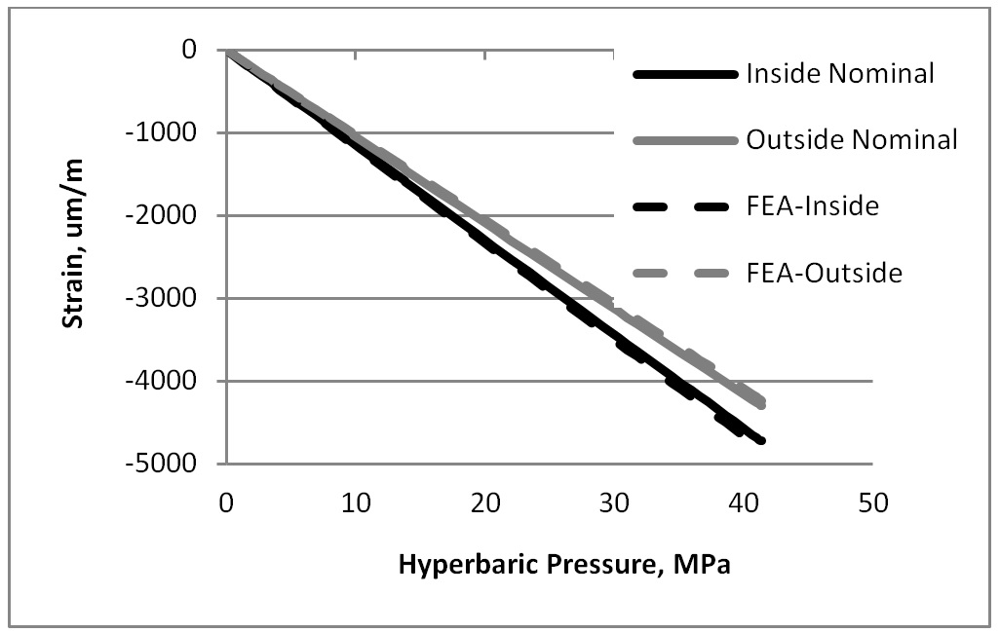 0
-1000
-2000
-3000
-4000
-5000
Strain, um/m
0 10 20 30 40 50
Hyperbaric Pressure, MPa
Inside Nominal
Outside Nominal
FEA-Inside
FEA-Outside